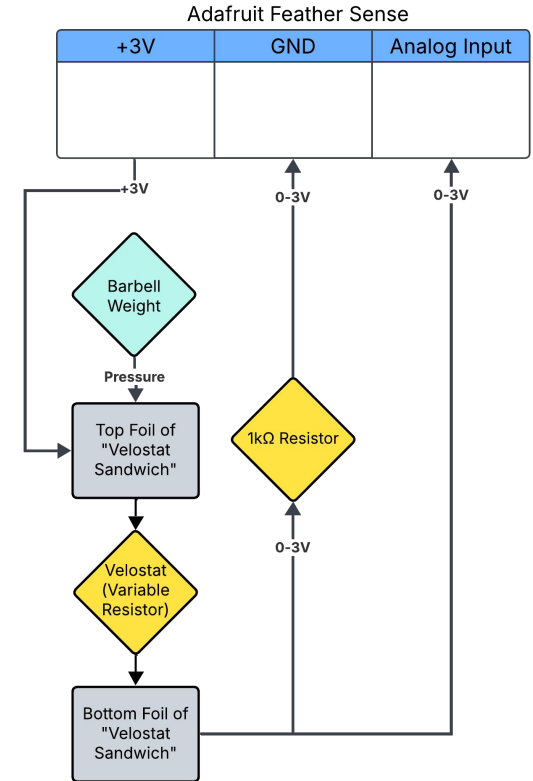 Adafruit Feather Sense
+3V
GND
Analog Input
+3V
0-3V
0-3V
Barbell
Weight
Pressure
Top Foil of
"Velostat
Sandwich"
1kΩ Resistor
0-3V
Velostat
(Variable
Resistor)
Bottom Foil of
"Velostat
Sandwich"